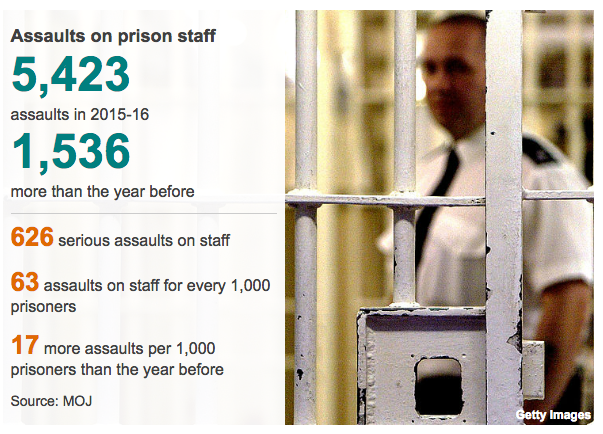 Assaults on prison staff
5,423
assaults in 2015-16
1,536
more than the year before
626 serious assaults on staff
63 assaults on staff for every 1,000
prisoners
17 more assaults per 1,000
prisoners than the year before
Source: MOJ
Getty Images